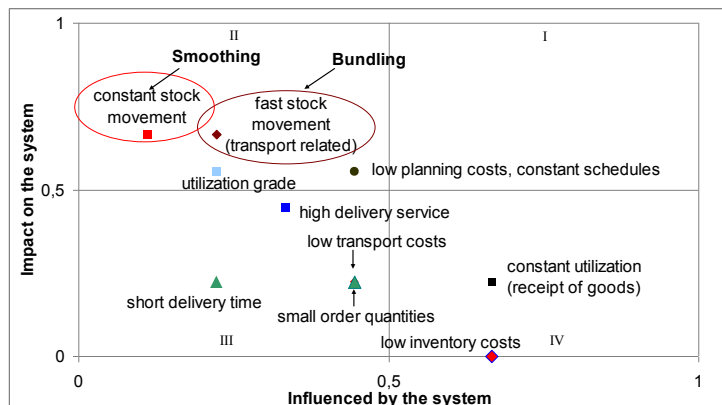 1
II
I
Smoothing
Bundling
constant stock
movement
fast stock
movement
(transport related)
utilization grade
low planning costs, constant schedules
Impact on the system
0,5
high delivery service
low transport costs
constant utilization
(receipt of goods)
short delivery time
small order quantities
III
low inventory costs
IV
0
0
0,5
1
Influenced by the system